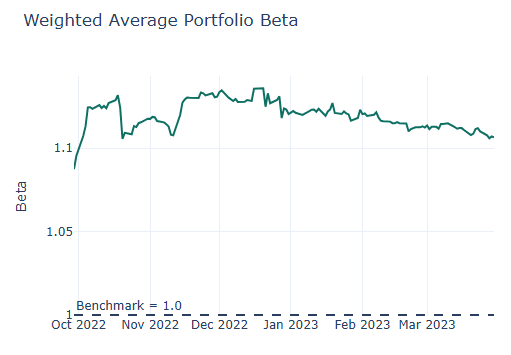 Weighted Average Portfolio Beta
Beta
1.1
1.05
1
Benchmark = 1.0
Oct 2022 Nov 2022 Dec 2022 Jan 2023 Feb 2023 Mar 2023